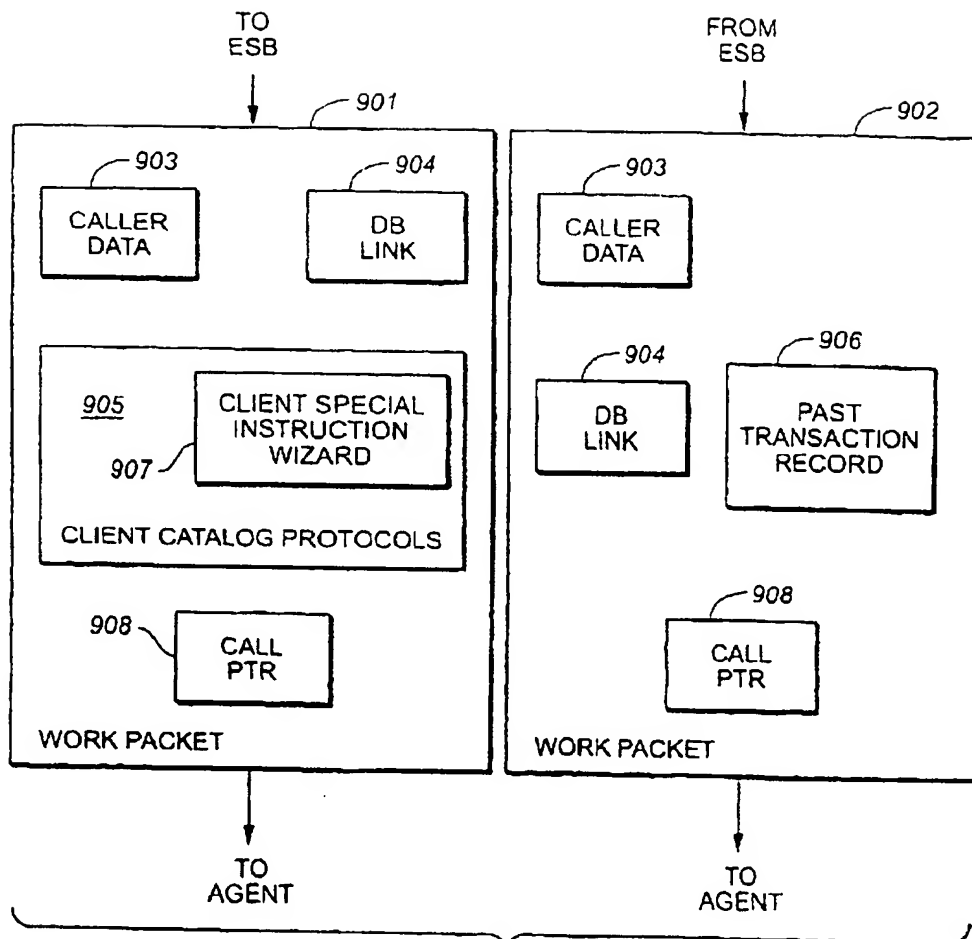 TO
ESB
901
903
CALLER
DATA
904
DB
LINK
905
CLIENT SPECIAL
INSTRUCTION
WIZARD
907
CLIENT CATALOG PROTOCOLS
908
CALL
PTR
WORK PACKET
TO
AGENT
FROM
ESB
902
903
CALLER
DATA
904
DB
LINK
906
PAST
TRANSACTION
RECORD
908
CALL
PTR
WORK PACKET
TO
AGENT